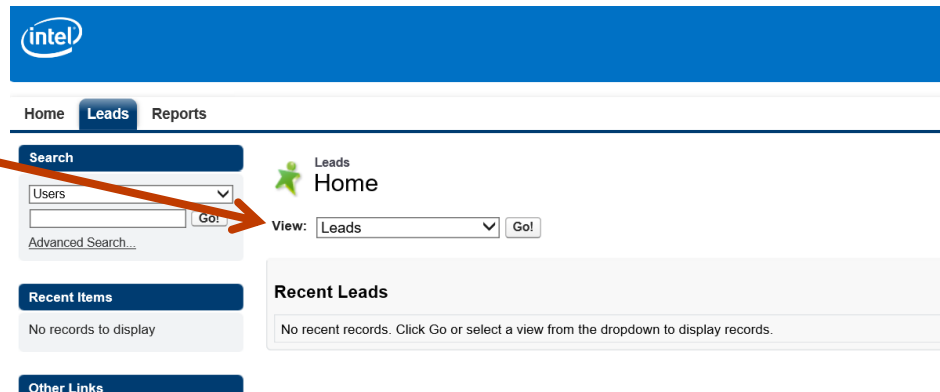 intel
Home Leads Reports
Search
Users
Go!
Advanced Search...
Recent Items
No records to display
Other Links
Leads
Home
View: Leads Go!
Recent Leads
No recent records. Click Go or select a view from the dropdown to display records.